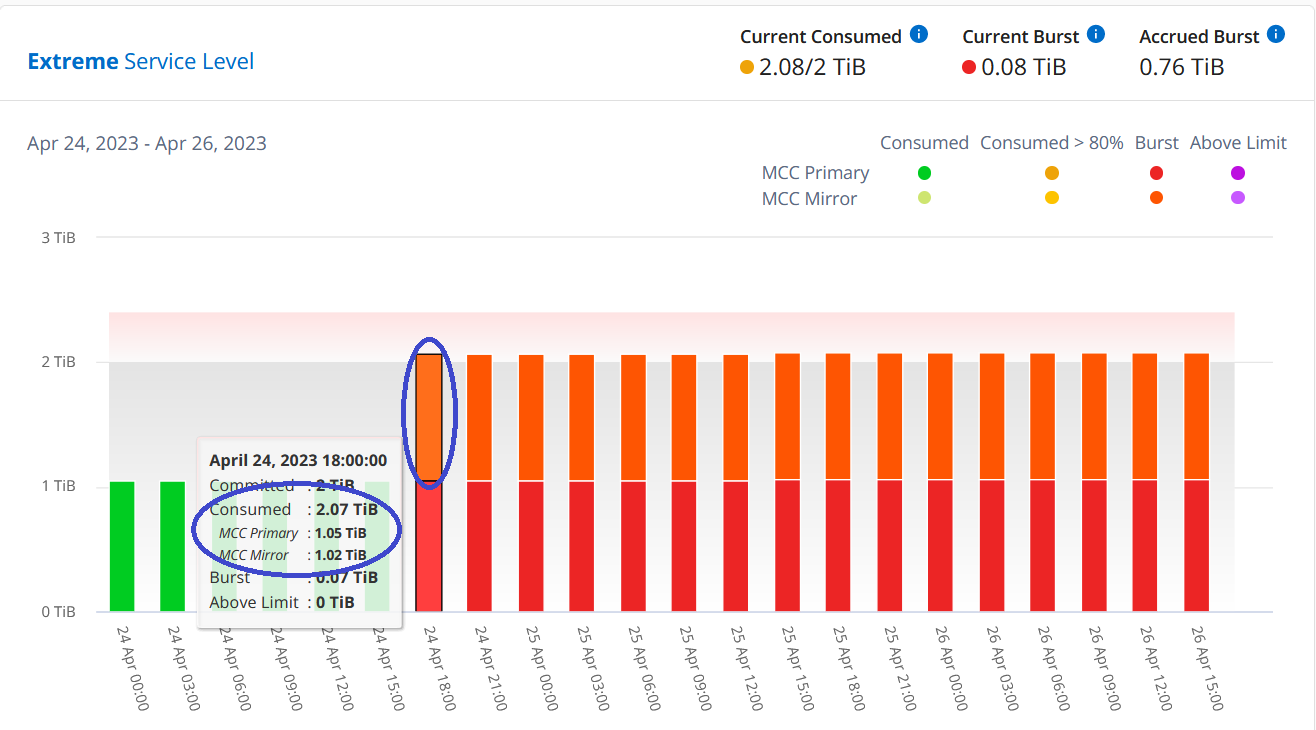 Extreme Service Level
Current Consumed i Current Burst i Accrued Burst i
2.08/2 TiB 0.08 TiB 0.76 TiB
Apr 24, 2023 - Apr 26, 2023
Consumed Consumed > 80% Burst Above Limit
MCC Primary
MCC Mirror
3 TiB
2 TiB
1 TiB
0 TiB
April 24, 2023 18:00:00
Committed : 2 TiB
Consumed : 2.07 TiB
MCC Primary : 1.05 TiB
MCC Mirror : 1.02 TiB
Burst : 0.07 TiB
Above Limit : 0 TiB
24 Apr 00:00
24 Apr 03:00
24 Apr 06:00
24 Apr 09:00
24 Apr 12:00
24 Apr 15:00
24 Apr 18:00
24 Apr 21:00
25 Apr 00:00
25 Apr 03:00
25 Apr 06:00
25 Apr 09:00
25 Apr 12:00
25 Apr 15:00
25 Apr 18:00
25 Apr 21:00
26 Apr 00:00
26 Apr 03:00
26 Apr 06:00
26 Apr 09:00
26 Apr 12:00
26 Apr 15:00